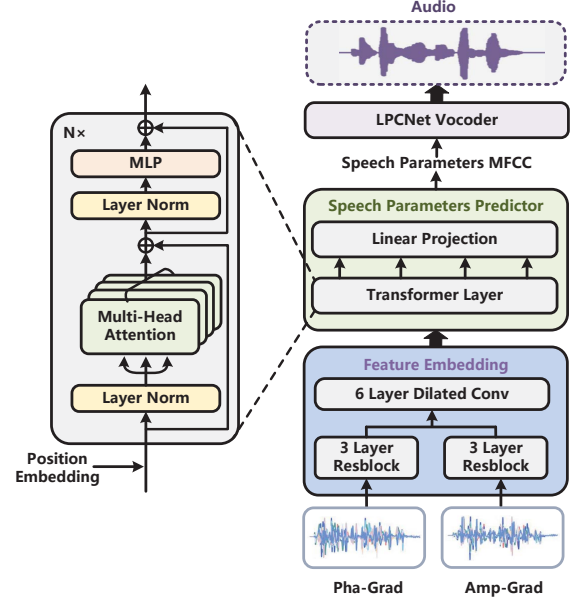 Audio
LPCNet Vocoder
Speech Parameters MFCC
Speech Parameters Predictor
Linear Projection
Transformer Layer
Feature Embedding
6 Layer Dilated Conv
3 Layer
Resblock
3 Layer
Resblock
Pha-Grad
Amp-Grad
N×
MLP
Layer Norm
Multi-Head
Attention
Layer Norm
Position
Embedding